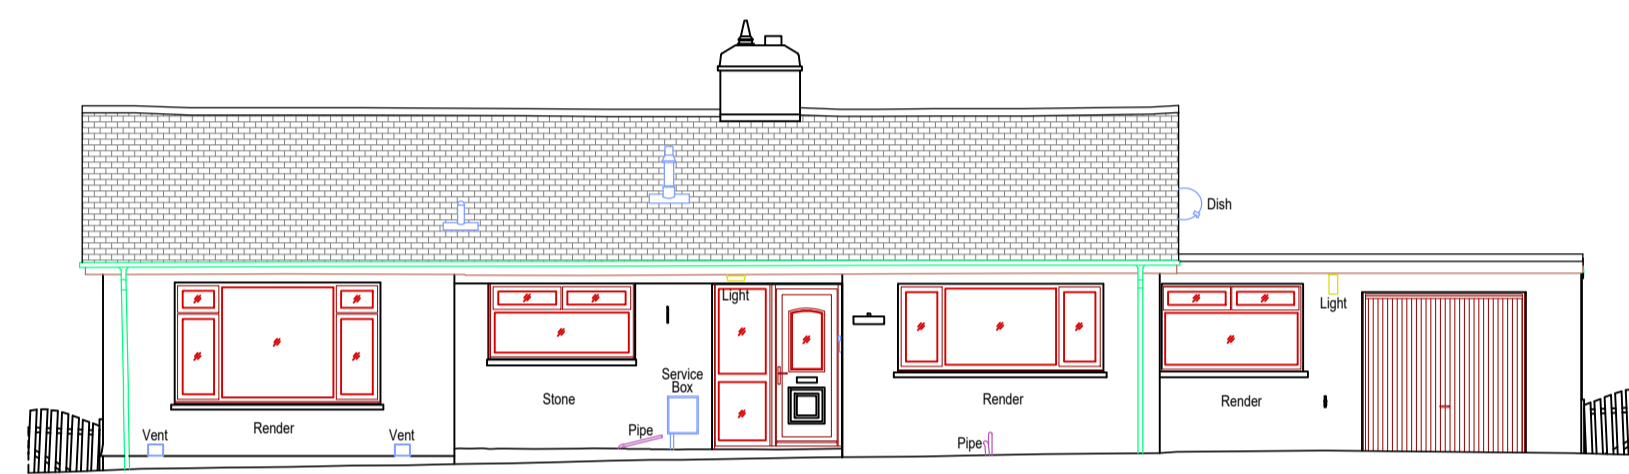 Dish
Light
Light
Service
Box
Stone
Render
Render
Render
Vent
Vent
Pipe
Pipe